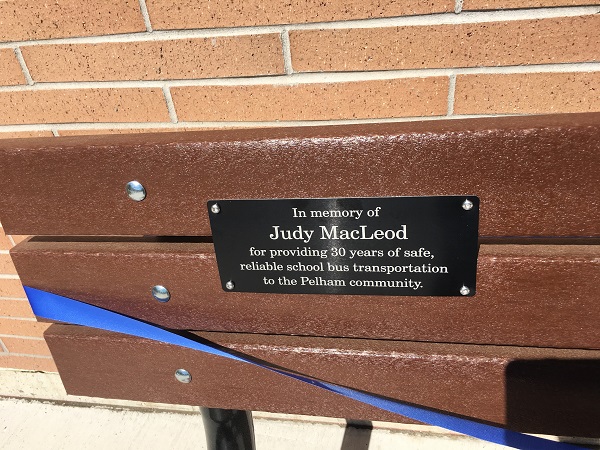 In memory of
Judy MacLeod
for providing 30 years of safe,
reliable school bus transportation
to the Pelham community.